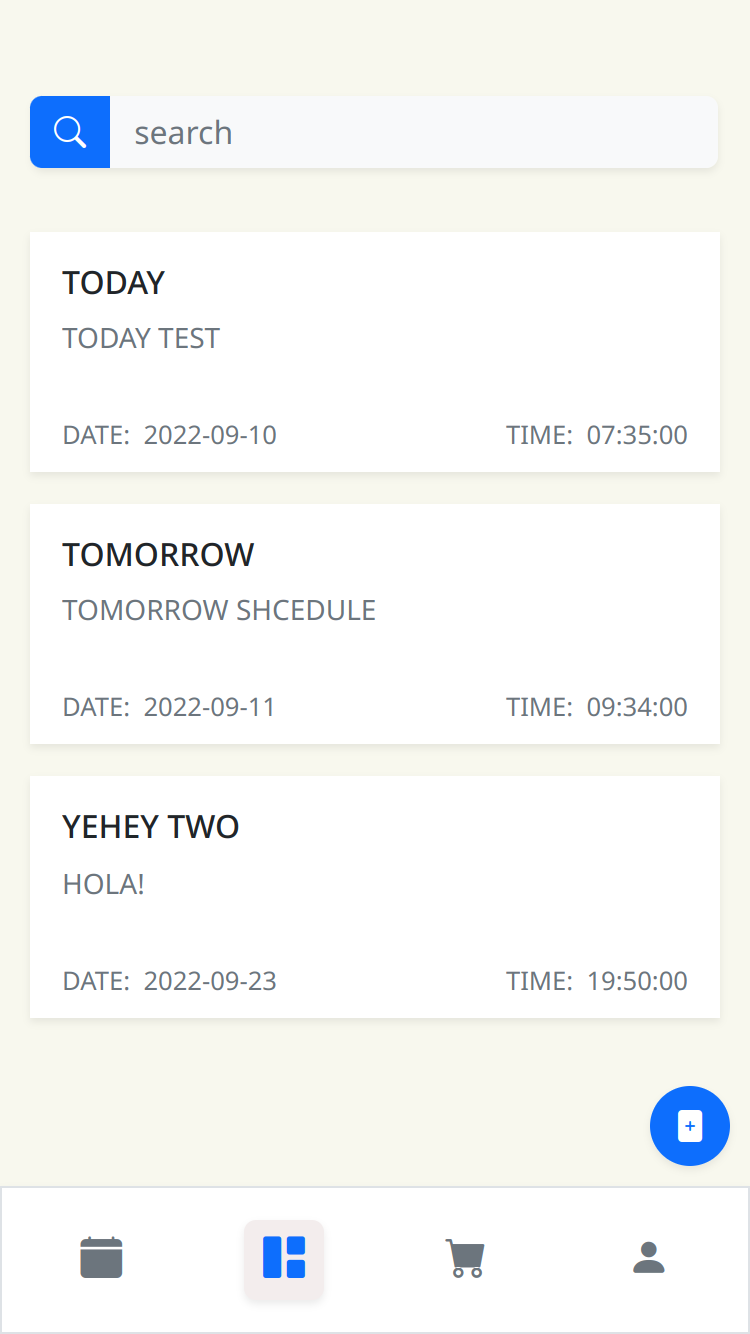 search
TODAY
TODAY TEST
DATE: 2022-09-10 TIME: 07:35:00
TOMORROW
TOMORROW SHCEDULE
DATE: 2022-09-11 TIME: 09:34:00
YEHEY TWO
HOLA!
DATE: 2022-09-23 TIME: 19:50:00